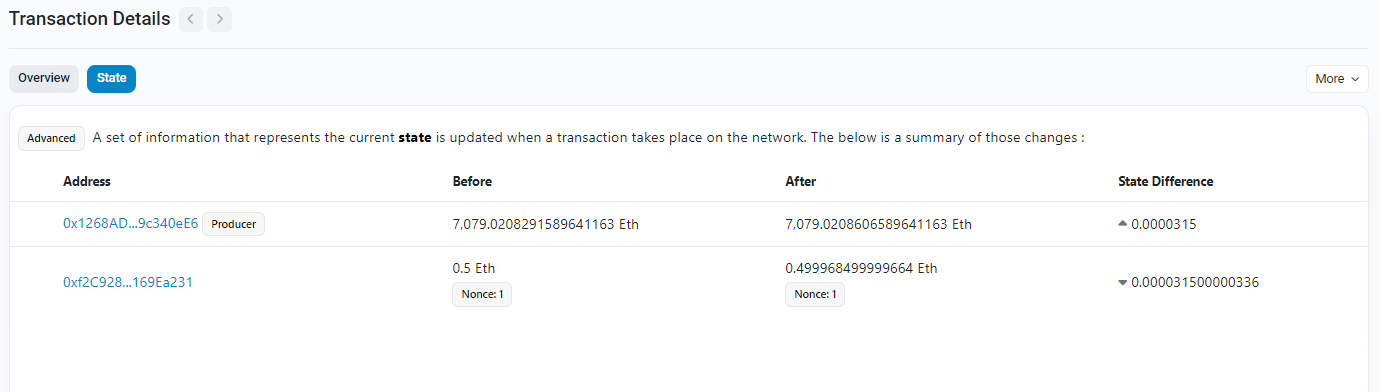 Transaction Details
Overview State More
Advanced A set of information that represents the current state is updated when a transaction takes place on the network. The below is a summary of those changes :
Address Before After State Difference
0x1268AD...9c340eE6 Producer 7,079.0208291589641163 Eth 7,079.0208606589641163 Eth 0.0000315
0xf2C928...169Ea231 0.5 Eth 0.499968499999664 Eth 0.000031500000336
Nonce: 1 Nonce: 1